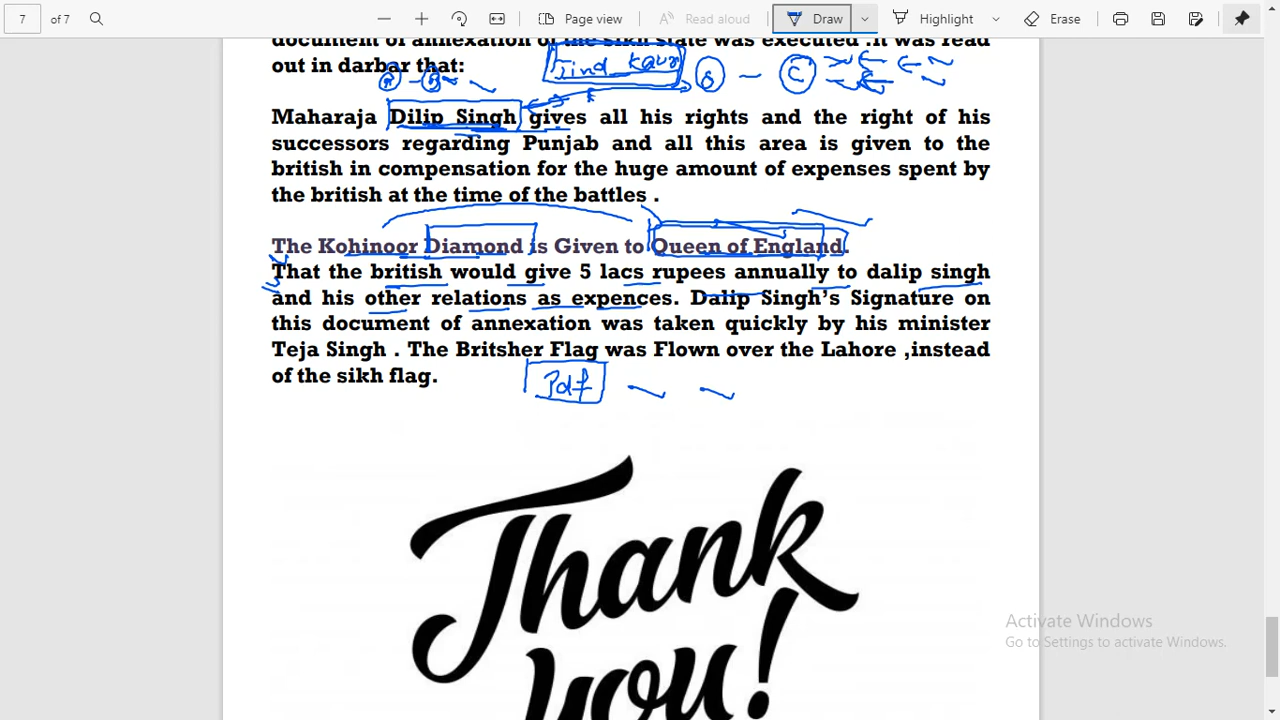 7 of 7 Page view Read aloud Draw Highlight Erase
document of annexation of the Sikh state was executed .it was read
out in darbar that: Jind Kaur
A - B B - C
Maharaja Dilip Singh gives all his rights and the right of his
successors regarding Punjab and all this area is given to the
british in compensation for the huge amount of expenses spent by
the british at the time of the battles .
The Kohinoor Diamond is Given to Queen of England.
That the british would give 5 lacs rupees annually to dalip singh
and his other relations as expences. Dalip Singh's Signature on
this document of annexation was taken quickly by his minister
Teja Singh . The Britsher Flag was Flown over the Lahore ,instead
of the sikh flag.
Pdf
Thank
you!
Activate Windows
Go to Settings to activate Windows.